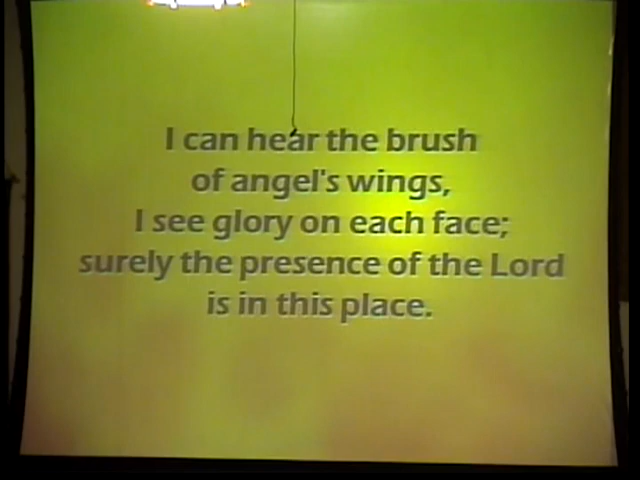 I can hear the brush
of angel's wings,
I see glory on each face;
surely the presence of the Lord
is in this place.